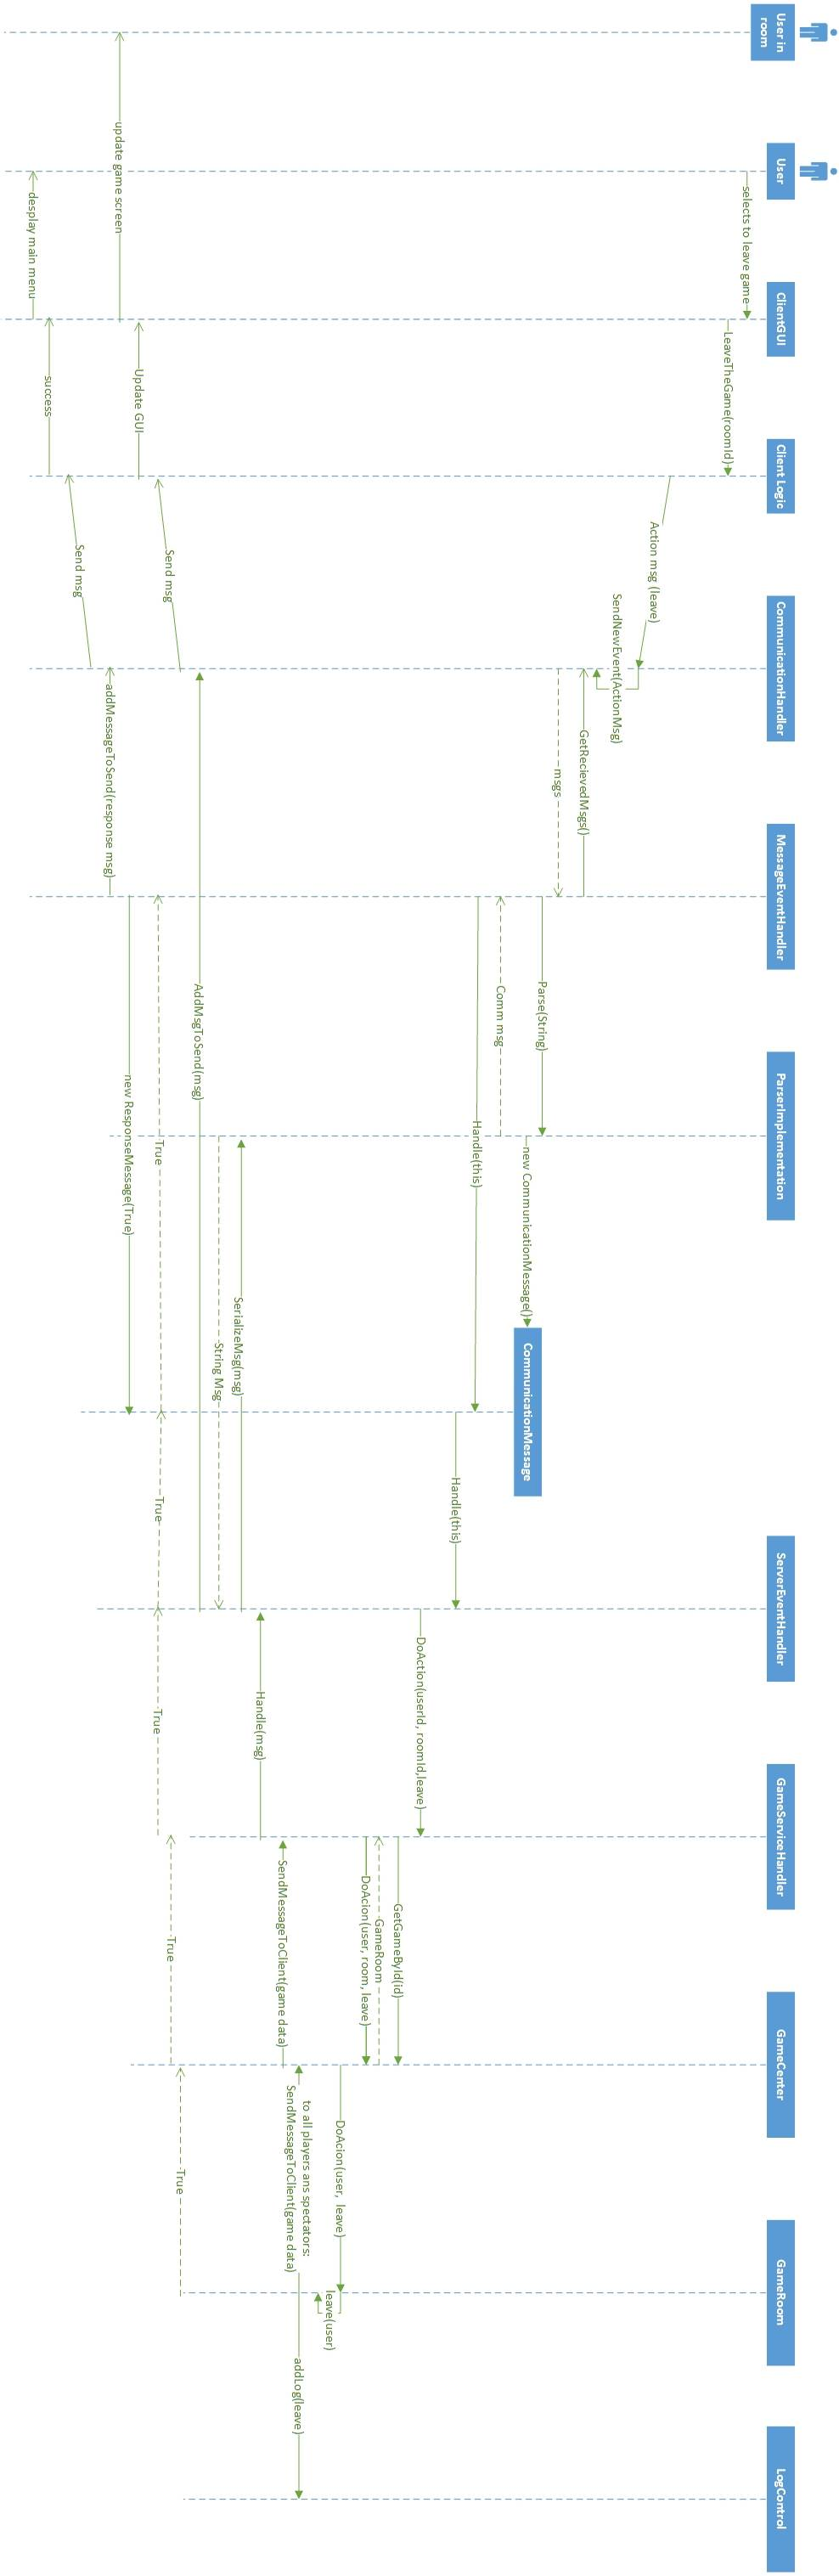 User in
room
User
ClientGUI
Client Logic
CommunicationHandler
MessageEventHandler
ParserImplementation
ServerEventHandler
GameServiceHandler
GameCenter
GameRoom
LogControl
selects to leave game
LeaveTheGame(roomId)
Action msg (leave)
SendNewEvent(ActionMsg)
GetRecievedMsgs()
msgs
Parse(String)
new CommunicationMessage()
CommunicationMessage
Comm msg
Handle(this)
Handle(this)
DoAction(userId, roomId,leave)
GetGameById(id)
GameRoom
DoAcion(user, room, leave)
DoAcion(user,  leave)
leave(user)
to all players ans spectators:
SendMessageToClient(game data)
addLog(leave)
SendMessageToClient(game data)
Handle(msg)
SerializeMsg(msg)
String Msg
AddMsgToSend(msg)
Send msg
Update GUI
update game screen
True
True
True
True
True
new ResponseMessage(True)
addMessageToSend(response msg)
Send msg
success
desplay main menu